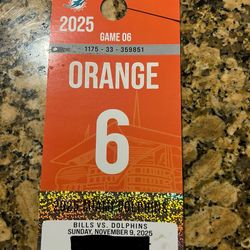 2025
GAME 06
1175 - 33 - 359851
ORANGE
6
BILLS VS. DOLPHINS
SUNDAY, NOVEMBER 9, 2025